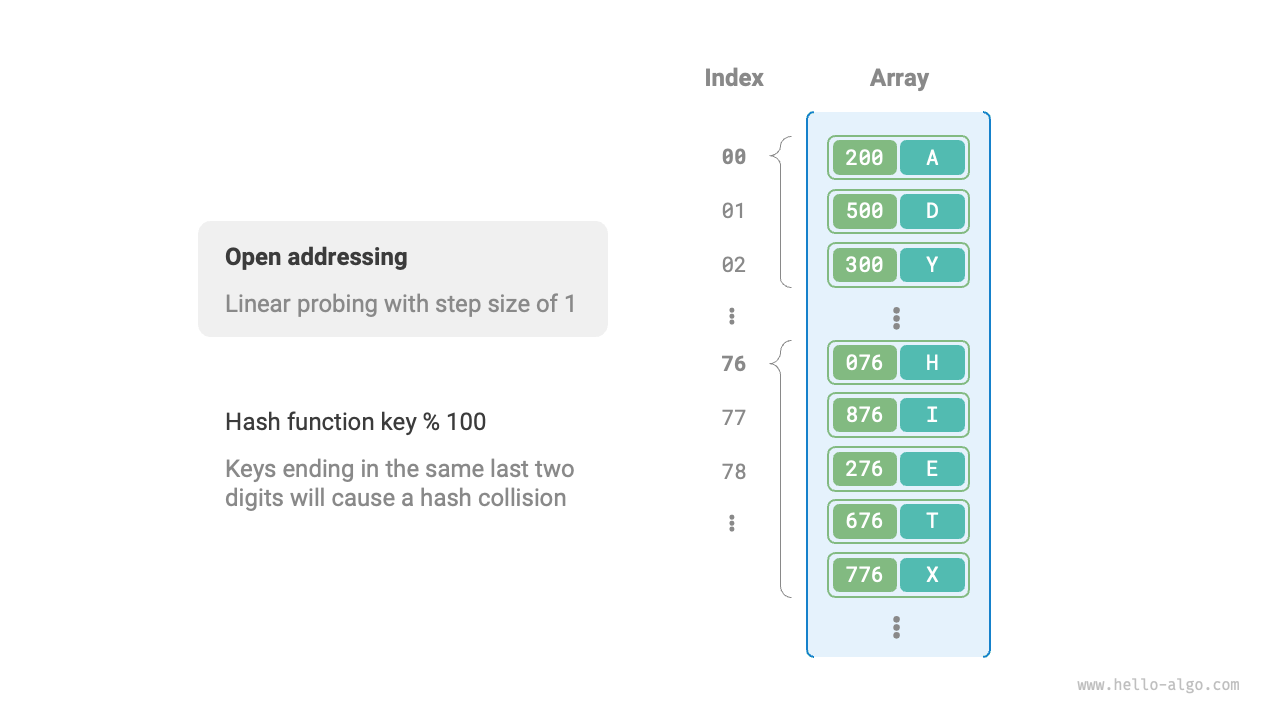 Index Array
00 200 A
01 500 D
Open addressing
02 300 Y
Linear probing with step size of 1
76 076 H
77 876 I
Hash function key % 100
78 276 E
Keys ending in the same last two
digits will cause a hash collision
676 T
776 X
www.hello-algo.com